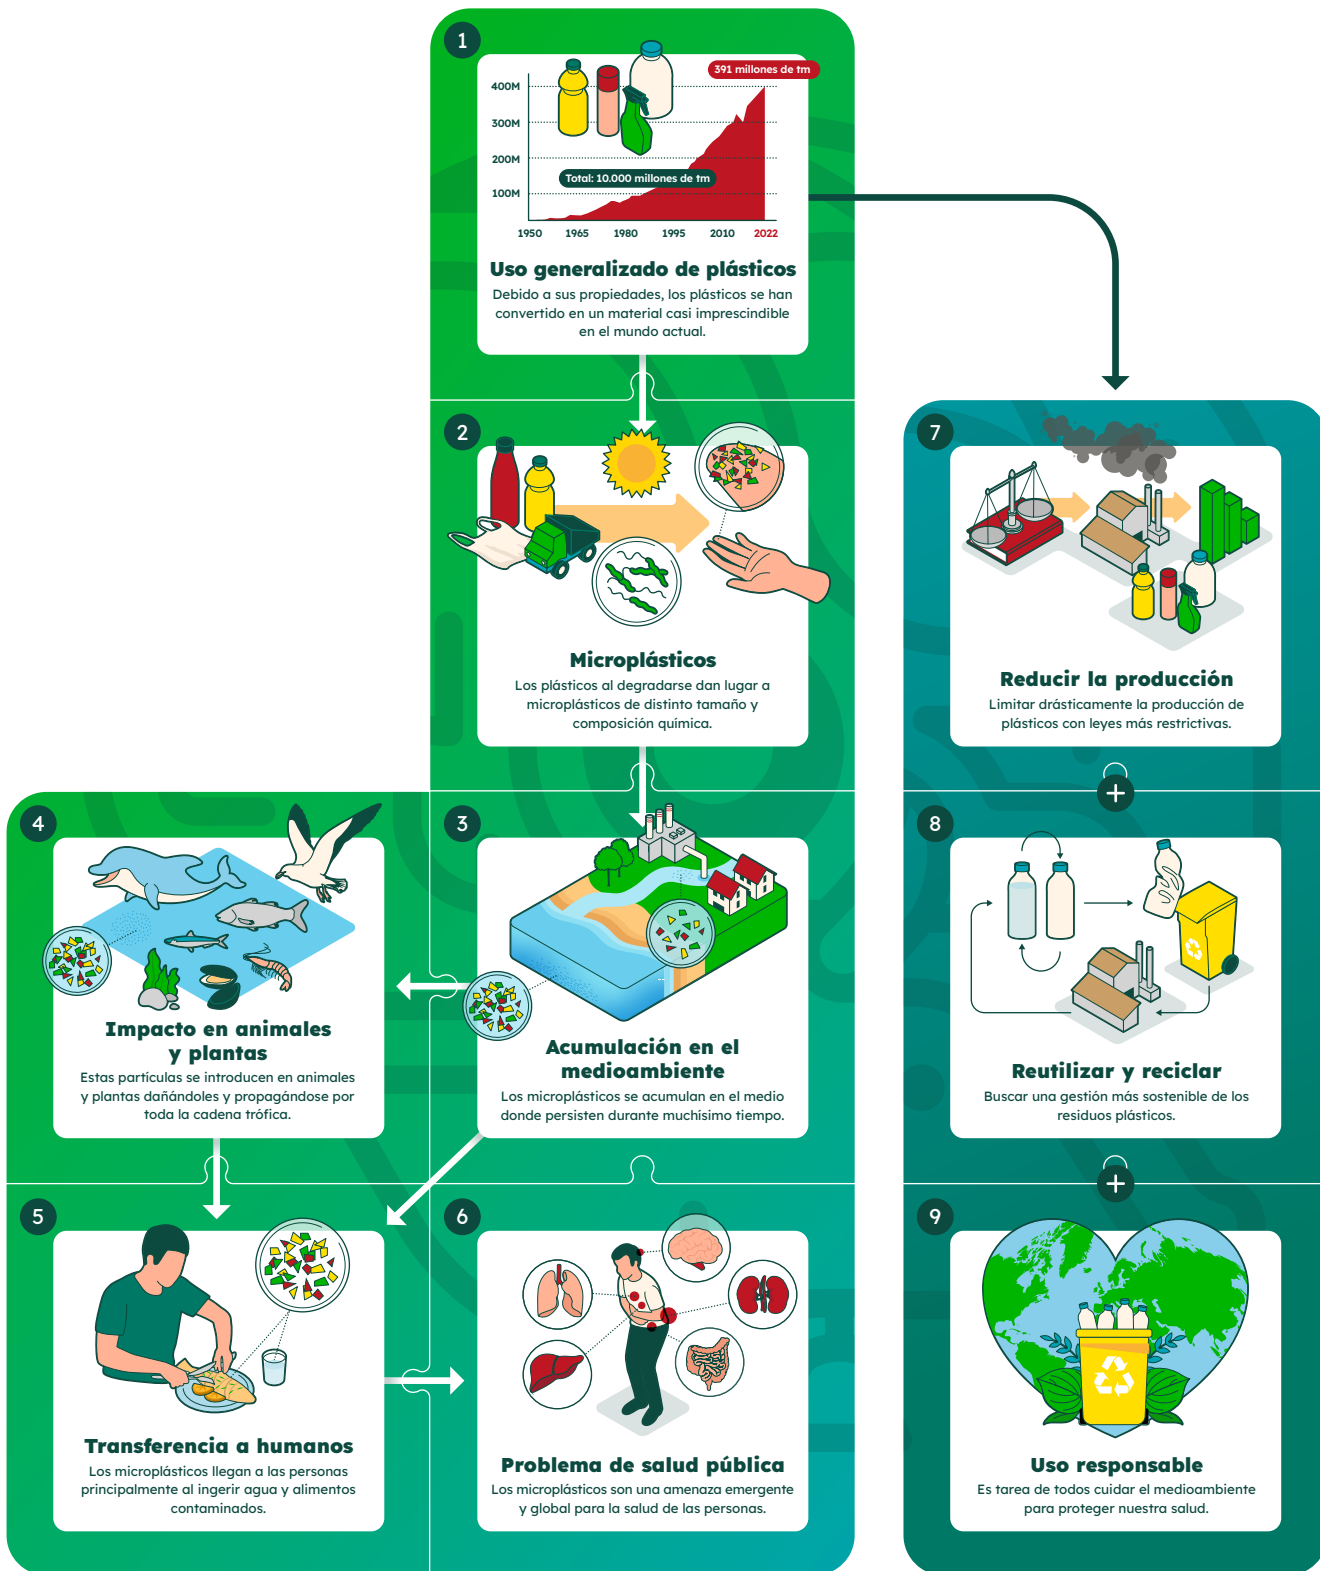 1
391 millones de tm
400M
300M
200M
100M
Total: 10.000 millones de tm
1950 1965 1980 1995 2010 2022
Uso generalizado de plásticos
Debido a sus propiedades, los plásticos se han
convertido en un material casi imprescindible
en el mundo actual.
2
Microplásticos
Los plásticos al degradarse dan lugar a
microplásticos de distinto tamaño y
composición química.
3
Acumulación en el
medioambiente
Los microplásticos se acumulan en el medio
donde persisten durante muchísimo tiempo.
4
Impacto en animales
y plantas
Estas partículas se introducen en animales
y plantas dañándoles y propagándose por
toda la cadena trófica.
5
Transferencia a humanos
Los microplásticos llegan a las personas
principalmente al ingerir agua y alimentos
contaminados.
6
Problema de salud pública
Los microplásticos son una amenaza emergente
y global para la salud de las personas.
7
Reducir la producción
Limitar drásticamente la producción de
plásticos con leyes más restrictivas.
+
8
Reutilizar y reciclar
Buscar una gestión más sostenible de los
residuos plásticos.
+
9
Uso responsable
Es tarea de todos cuidar el medioambiente
para proteger nuestra salud.